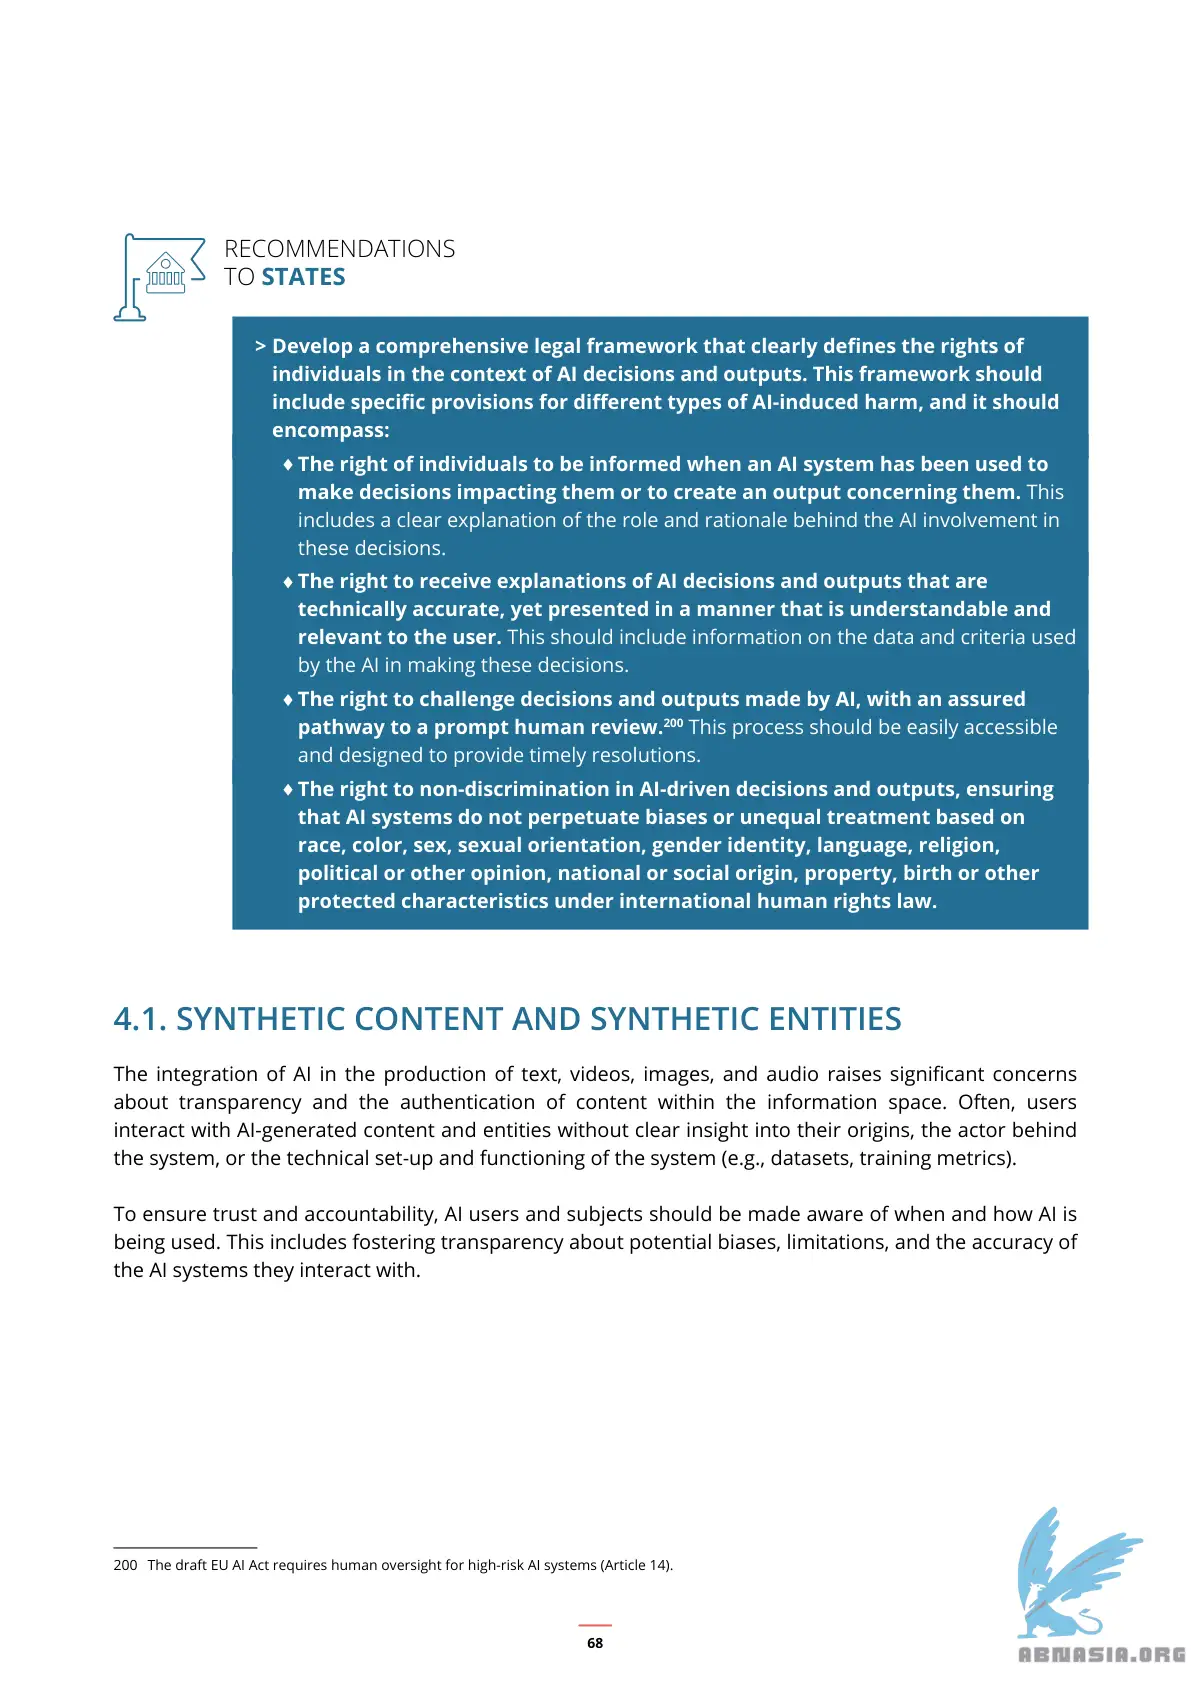 RECOMMENDATIONS
TO STATES
> Develop a comprehensive legal framework that clearly defines the rights of
individuals in the context of AI decisions and outputs. This framework should
include specific provisions for different types of AI-induced harm, and it should
encompass:
♦ The right of individuals to be informed when an AI system has been used to
make decisions impacting them or to create an output concerning them. This
includes a clear explanation of the role and rationale behind the AI involvement in
these decisions.
♦ The right to receive explanations of AI decisions and outputs that are
technically accurate, yet presented in a manner that is understandable and
relevant to the user. This should include information on the data and criteria used
by the AI in making these decisions.
♦ The right to challenge decisions and outputs made by AI, with an assured
pathway to a prompt human review.200 This process should be easily accessible
and designed to provide timely resolutions.
♦ The right to non-discrimination in AI-driven decisions and outputs, ensuring
that AI systems do not perpetuate biases or unequal treatment based on
race, color, sex, sexual orientation, gender identity, language, religion,
political or other opinion, national or social origin, property, birth or other
protected characteristics under international human rights law.
4.1. SYNTHETIC CONTENT AND SYNTHETIC ENTITIES
The integration of AI in the production of text, videos, images, and audio raises significant concerns
about transparency and the authentication of content within the information space. Often, users
interact with AI-generated content and entities without clear insight into their origins, the actor behind
the system, or the technical set-up and functioning of the system (e.g., datasets, training metrics).
To ensure trust and accountability, AI users and subjects should be made aware of when and how AI is
being used. This includes fostering transparency about potential biases, limitations, and the accuracy of
the AI systems they interact with.
200 The draft EU AI Act requires human oversight for high-risk AI systems (Article 14).
68
ABNASIA.ORG